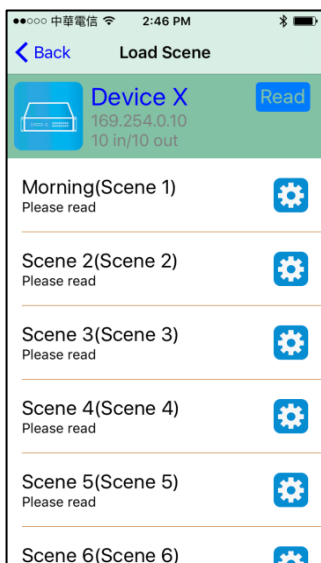 中華電信 2:46 PM
Back Load Scene
Device X Read
169.254.0.10
10 in/10 out
Morning(Scene 1)
Please read
Scene 2(Scene 2)
Please read
Scene 3(Scene 3)
Please read
Scene 4(Scene 4)
Please read
Scene 5(Scene 5)
Please read
Scene 6(Scene 6)